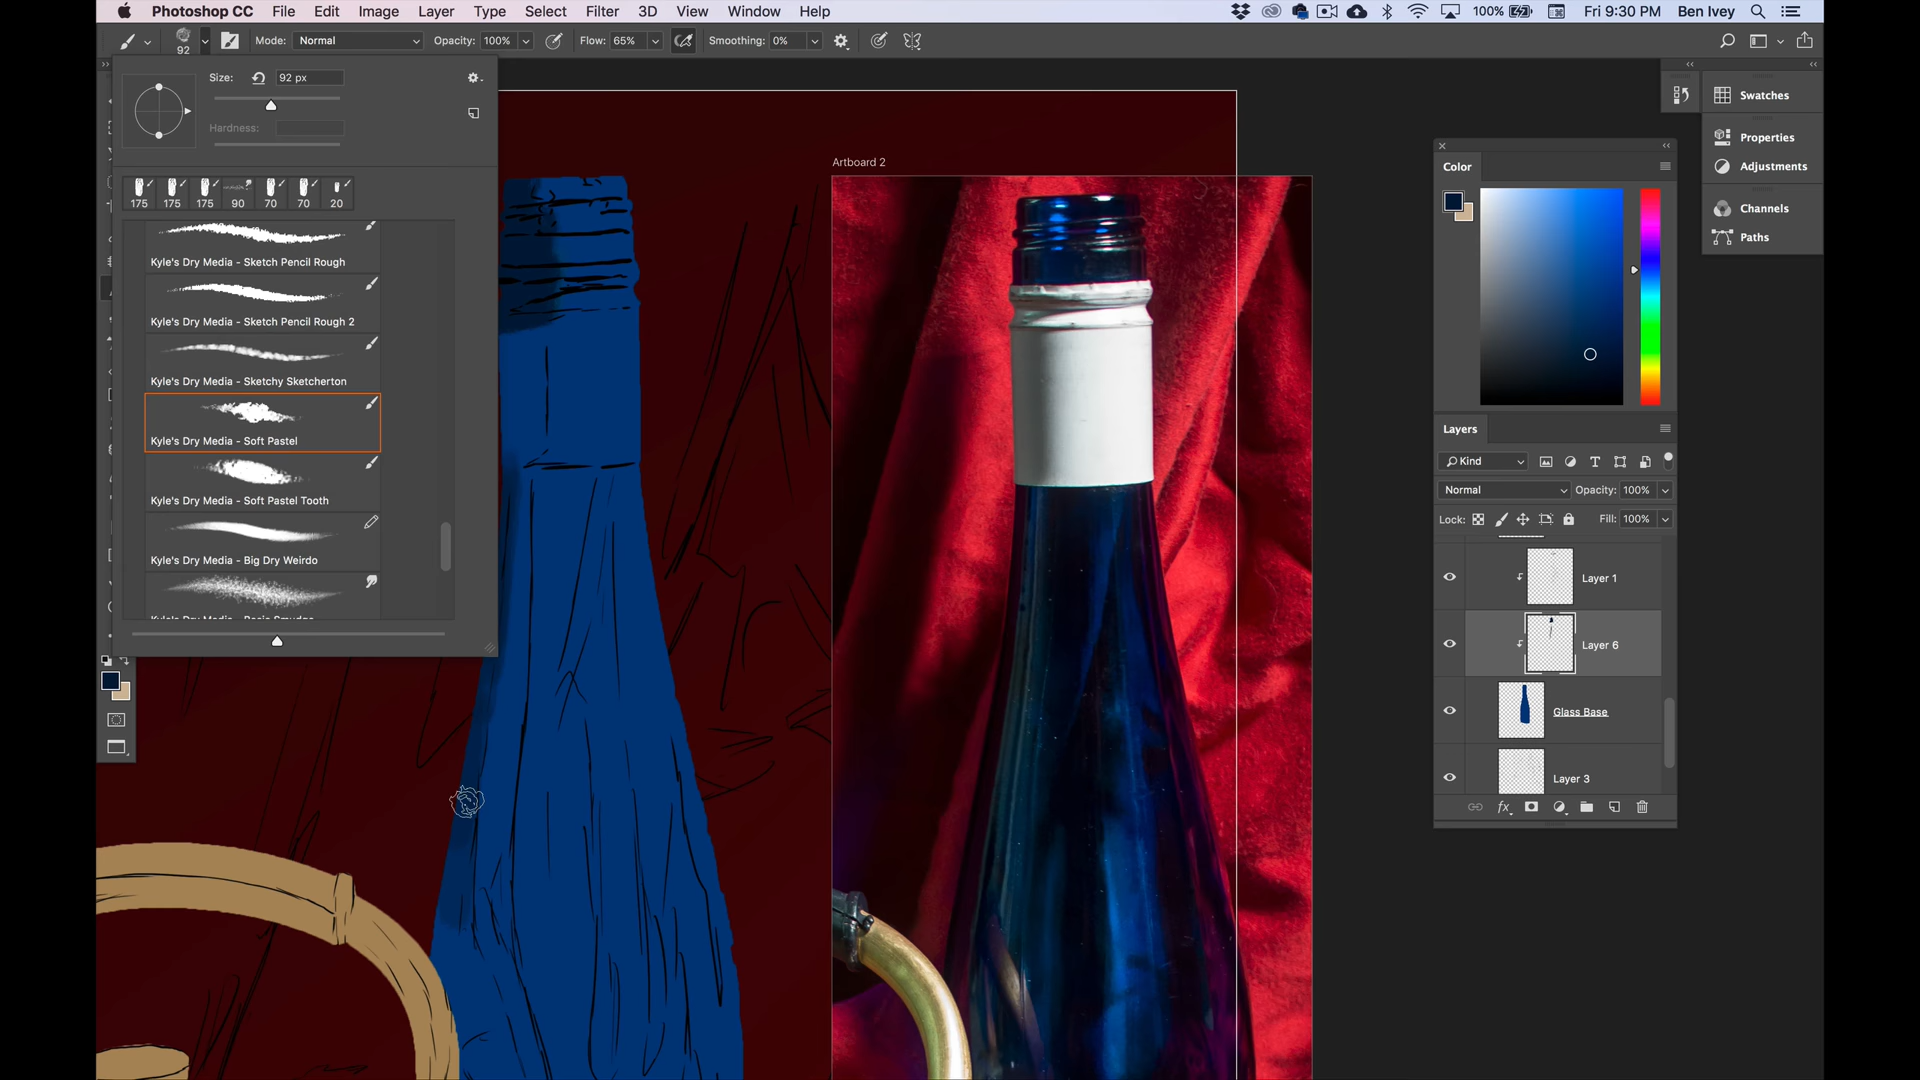 Photoshop CC File Edit Image Layer Type Select Filter 3D View Window Help 100% Fri 9:30 PM Ben Ivey
92 Mode: Normal Opacity: 100% Flow: 65% Smoothing: 0%
Size: 92 px
Hardness:
175 175 175 90 70 70 20
Kyle's Dry Media - Sketch Pencil Rough
Kyle's Dry Media - Sketch Pencil Rough 2
Kyle's Dry Media - Sketchy Sketcherton
Kyle's Dry Media - Soft Pastel
Kyle's Dry Media - Soft Pastel Tooth
Kyle's Dry Media - Big Dry Weirdo
Artboard 2
Swatches
Properties
Adjustments
Channels
Paths
Color
Layers
Kind
Normal Opacity: 100%
Lock: Fill: 100%
Layer 1
Layer 6
Glass Base
Layer 3
fx